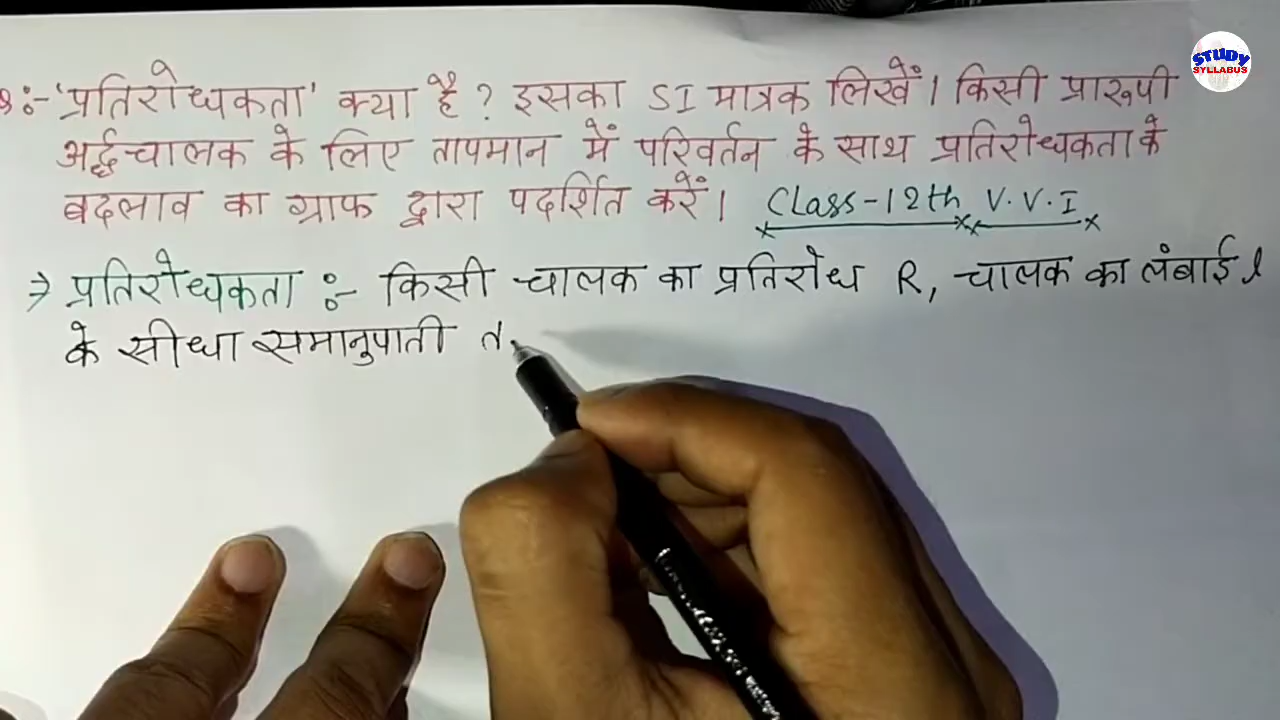 STUDY
SYLLABUS
Q:- 'प्रतिरोधकता' क्या है? इसका SI मात्रक लिखें। किसी प्रारूपी
अर्द्धचालक के लिए तापमान में परिवर्तन के साथ प्रतिरोधकता के
बदलाव का ग्राफ द्वारा पदर्शित करें। Class-12th V.V.I
⇒ प्रतिरोधकता :- किसी चालक का प्रतिरोध R, चालक का लंबाई l
के सीधा समानुपाती त